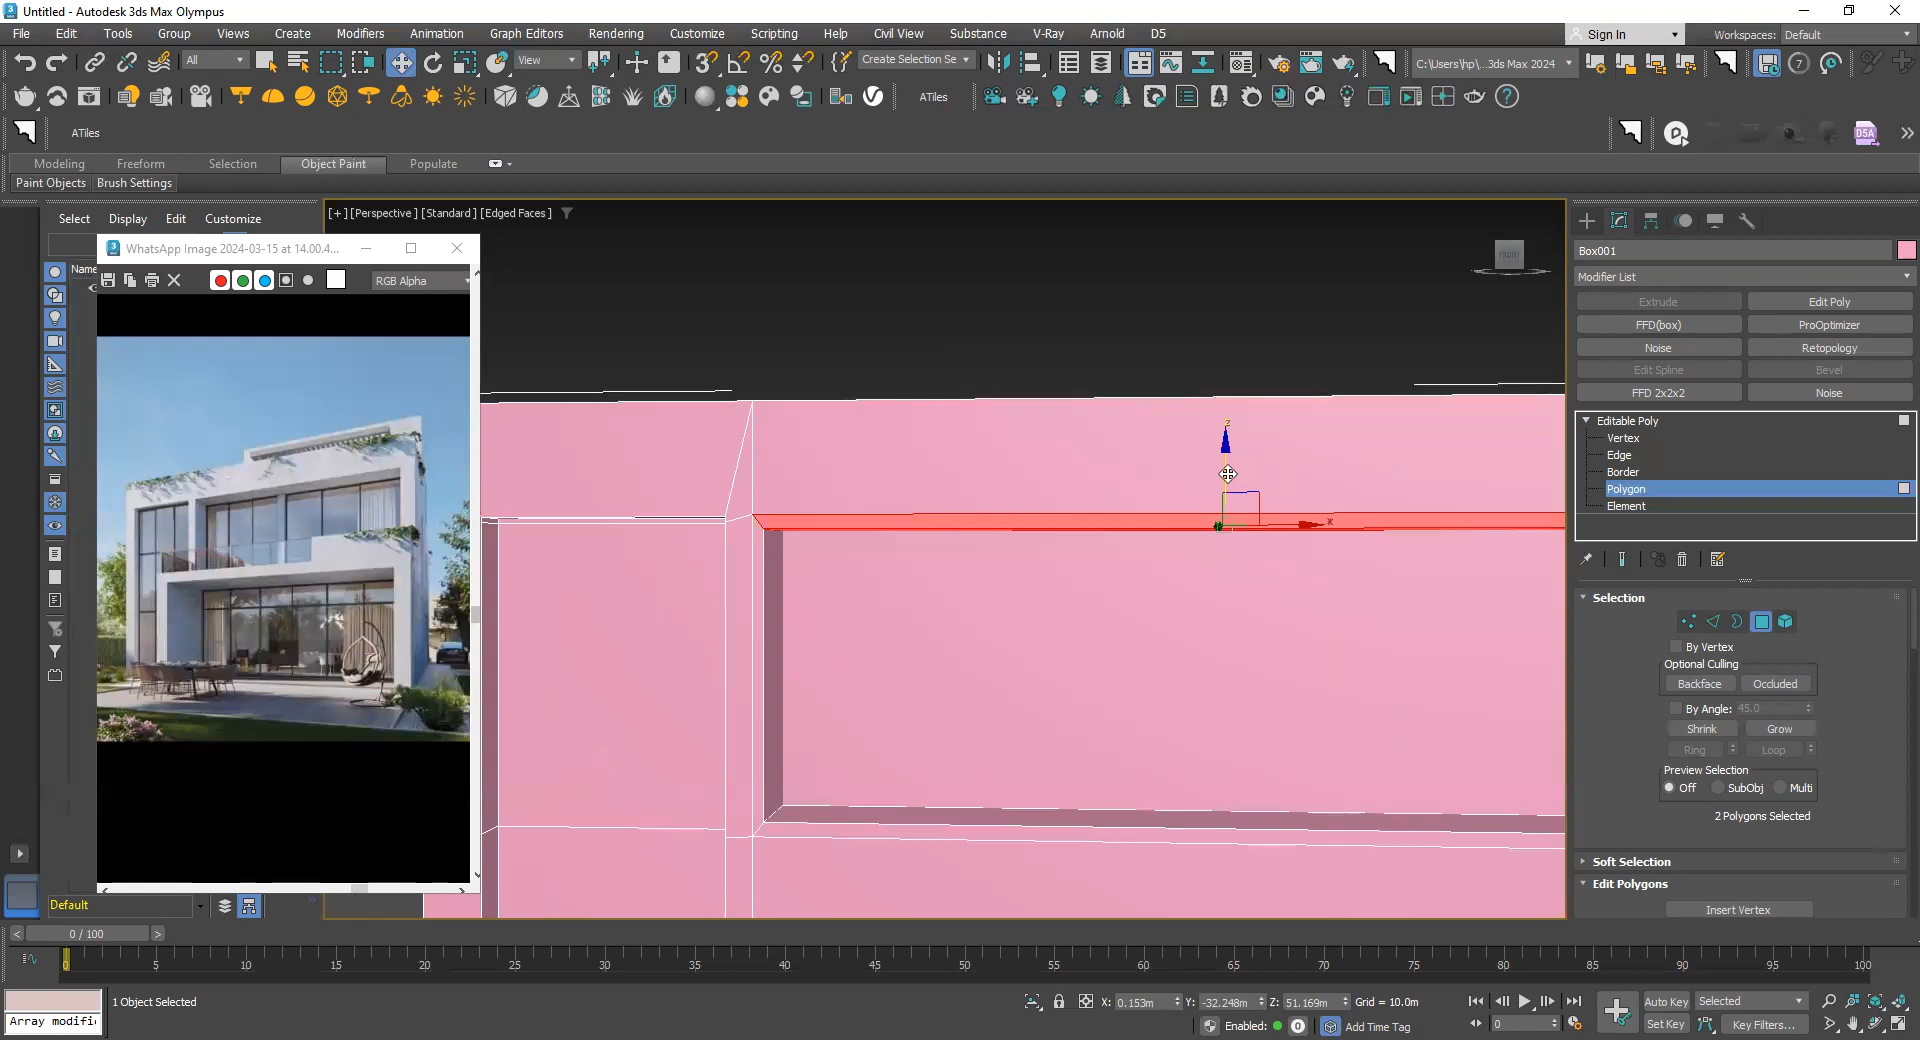 Untitled - Autodesk 3ds Max Olympus
File Edit Tools Group Views Create Modifiers Animation Graph Editors Rendering Customize Scripting Help Civil View Substance V-Ray Arnold D5
Sign In
Workspaces: Default
All
View
Create Selection Se
C:\Users\hp\...3ds Max 2024
7
ATiles
ATiles
D5A
Modeling Freeform Selection Object Paint Populate
Paint Objects Brush Settings
Select Display Edit Customize
[+] [Perspective] [Standard] [Edged Faces]
FRONT
WhatsApp Image 2024-03-15 at 14.00.4...
Name
RGB Alpha
z
x
Box001
Modifier List
Extrude Edit Poly
FFD(box) ProOptimizer
Noise Retopology
Edit Spline Bevel
FFD 2x2x2 Noise
Editable Poly
Vertex
Edge
Border
Polygon
Element
Selection
By Vertex
Optional Culling
Backface Occluded
By Angle: 45.0
Shrink Grow
Ring Loop
Preview Selection
Off SubObj Multi
2 Polygons Selected
Soft Selection
Edit Polygons
Insert Vertex
Default
< 0 / 100 >
0 5 10 15 20 25 30 35 40 45 50 55 60 65 70 75 80 85 90 95 100
1 Object Selected
X: 0.153m Y: -32.248m Z: 51.169m Grid = 10.0m
Auto Key Selected
Array modifi
Enabled: 0 Add Time Tag
0
Set Key Key Filters...